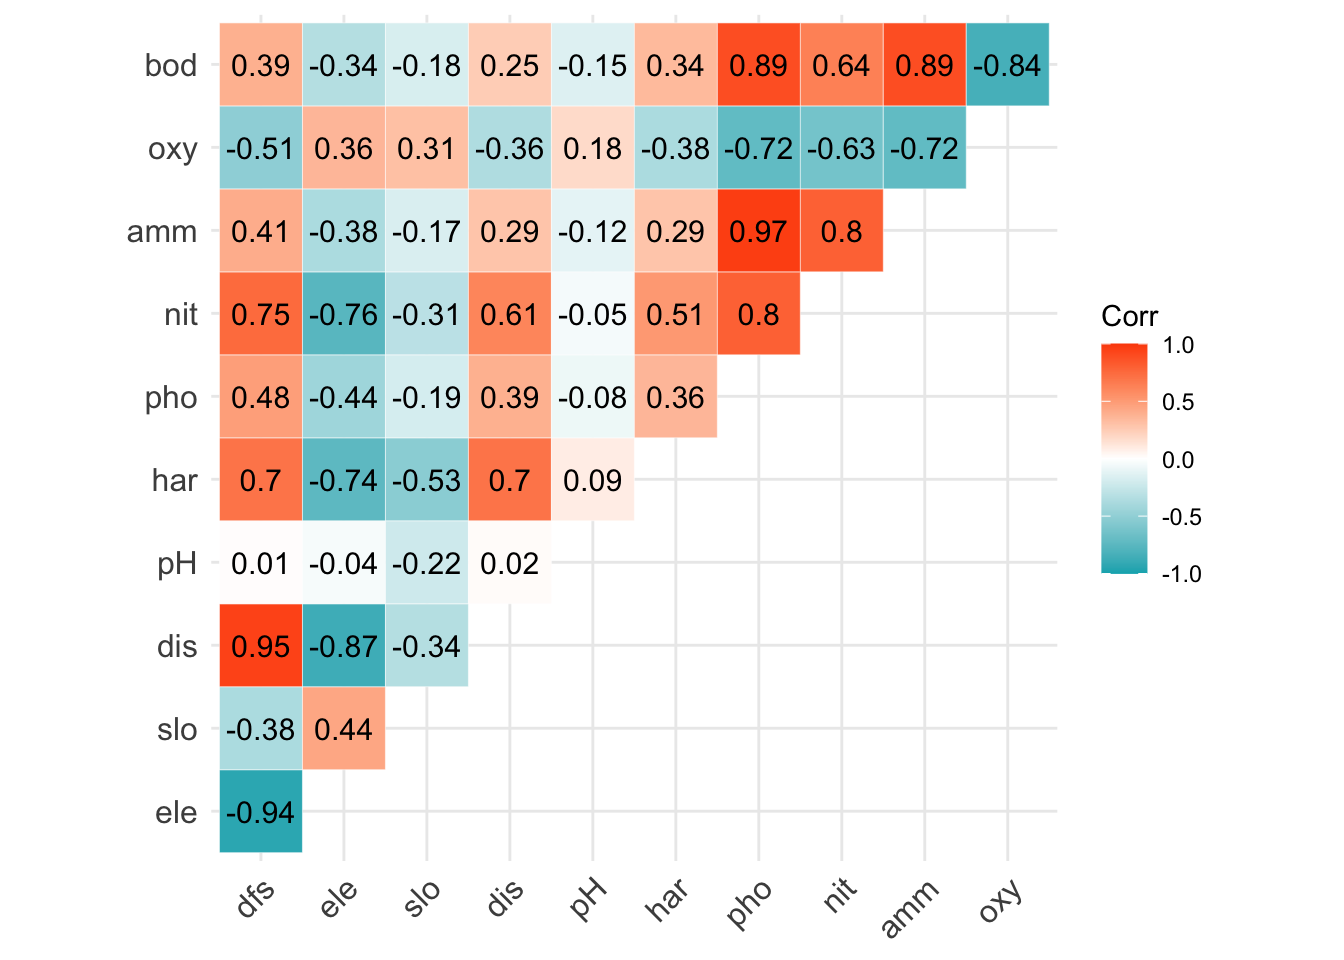 bod 0.39 -0.34 -0.18 0.25 -0.15 0.34 0.89 0.64 0.89 -0.84
oxy -0.51 0.36 0.31 -0.36 0.18 -0.38 -0.72 -0.63 -0.72
amm 0.41 -0.38 -0.17 0.29 -0.12 0.29 0.97 0.8
nit 0.75 -0.76 -0.31 0.61 -0.05 0.51 0.8
pho 0.48 -0.44 -0.19 0.39 -0.08 0.36
har 0.7 -0.74 -0.53 0.7 0.09
pH 0.01 -0.04 -0.22 0.02
dis 0.95 -0.87 -0.34
slo -0.38 0.44
ele -0.94
dfs ele slo dis pH har pho nit amm oxy
Corr
1.0
0.5
0.0
-0.5
-1.0